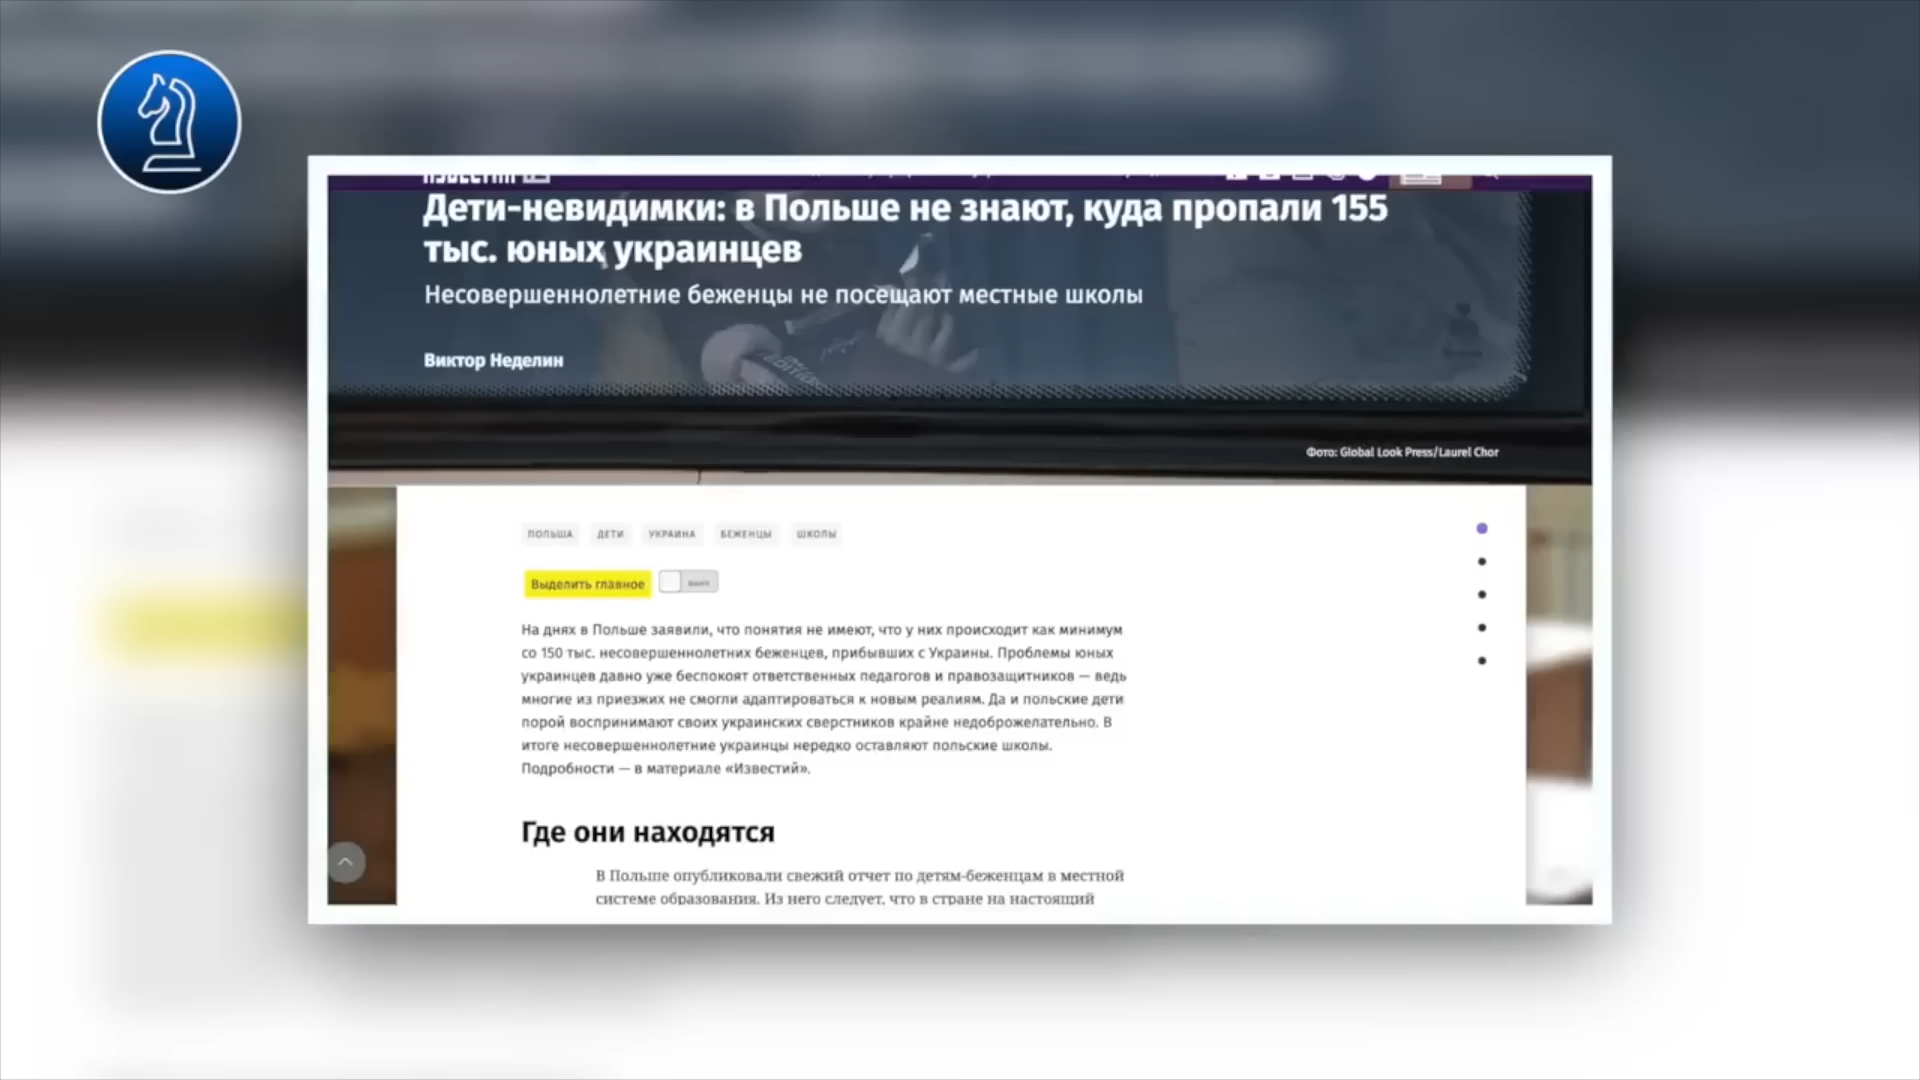 ИЗВЕСТИЯ
Дети-невидимки: в Польше не знают, куда пропали 155
тыс. юных украинцев
Несовершеннолетние беженцы не посещают местные школы
Виктор Неделин
Фото: Global Look Press/Laurel Chor
ПОЛЬША ДЕТИ УКРАИНА БЕЖЕНЦЫ ШКОЛЫ
Выделить главное
На днях в Польше заявили, что понятия не имеют, что у них происходит как минимум
со 150 тыс. несовершеннолетних беженцев, прибывших с Украины. Проблемы юных
украинцев давно уже беспокоят ответственных педагогов и правозащитников — ведь
многие из приезжих не смогли адаптироваться к новым реалиям. Да и польские дети
порой воспринимают своих украинских сверстников крайне недоброжелательно. В
итоге несовершеннолетние украинцы нередко оставляют польские школы.
Подробности — в материале «Известий».
Где они находятся
В Польше опубликовали свежий отчет по детям-беженцам в местной
системе образования. Из него следует, что в стране на настоящий